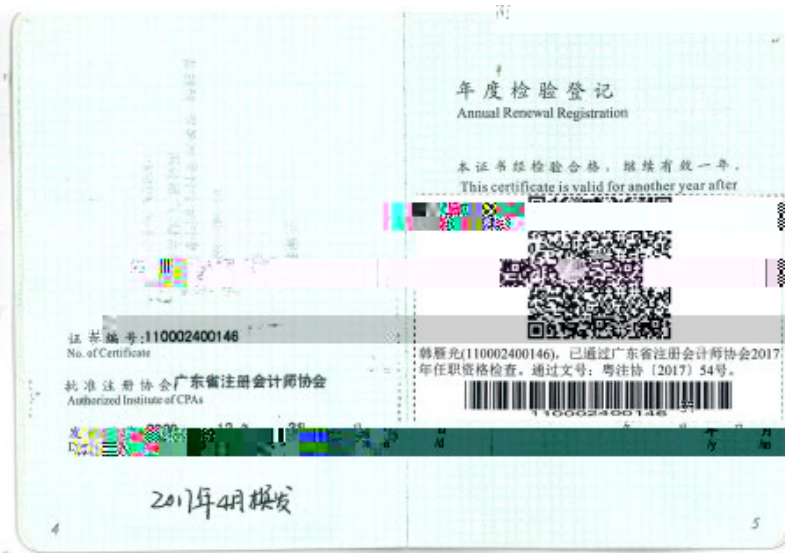 证书编号:110002400146
No. of Certificate
批准注册协会广东省注册会计师协会
Authorized Institute of CPAs
2017年4月换发
4
年度检验登记
Annual Renewal Registration
本证书经检验合格，继续有效一年。
This certificate is valid for another year after
韩雁光(110002400146)，已通过广东省注册会计师协会2017
年任职资格检查。通过文号：粤注协〔2017〕54号。
110002400146
5